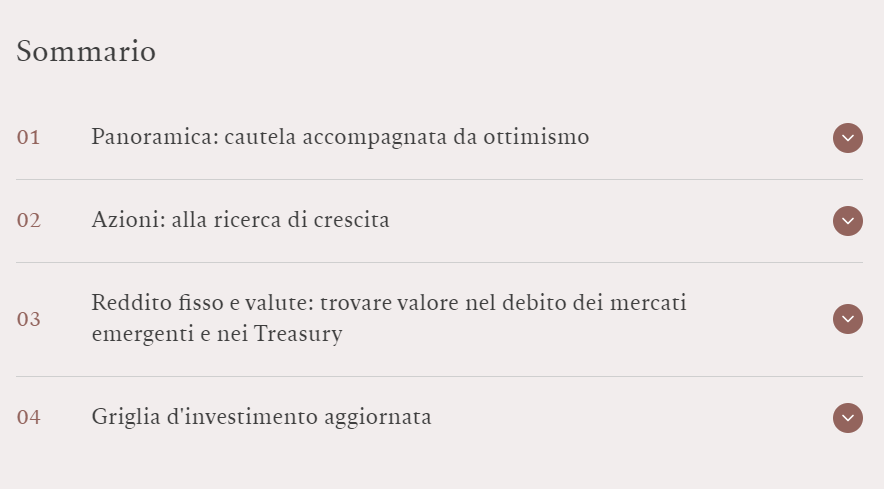 Sommario
01 Panoramica: cautela accompagnata da ottimismo
02 Azioni: alla ricerca di crescita
03 Reddito fisso e valute: trovare valore nel debito dei mercati
emergenti e nei Treasury
04 Griglia d'investimento aggiornata